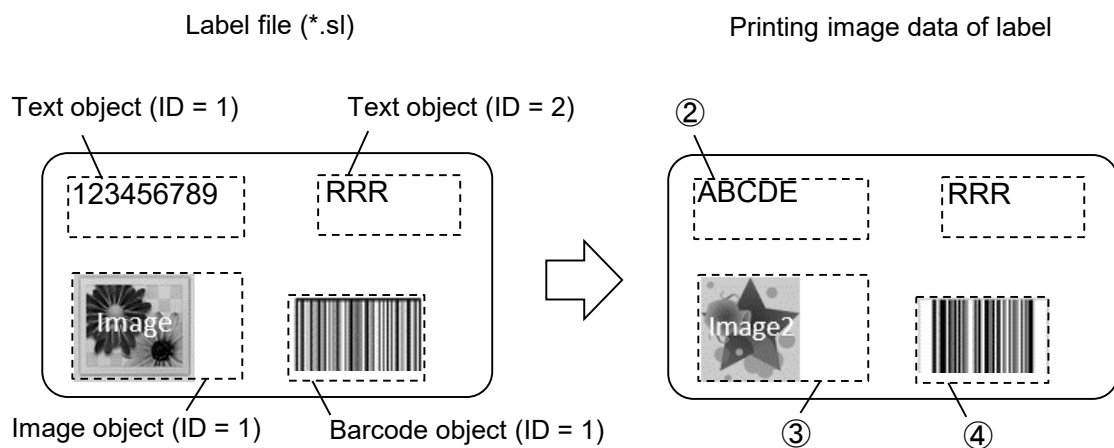 Label file (*.sl)
Printing image data of label
Text object (ID = 1)
Text object (ID = 2)
②
123456789
RRR
ABCDE
RRR
Image
Image2
Image object (ID = 1)
Barcode object (ID = 1)
③
④